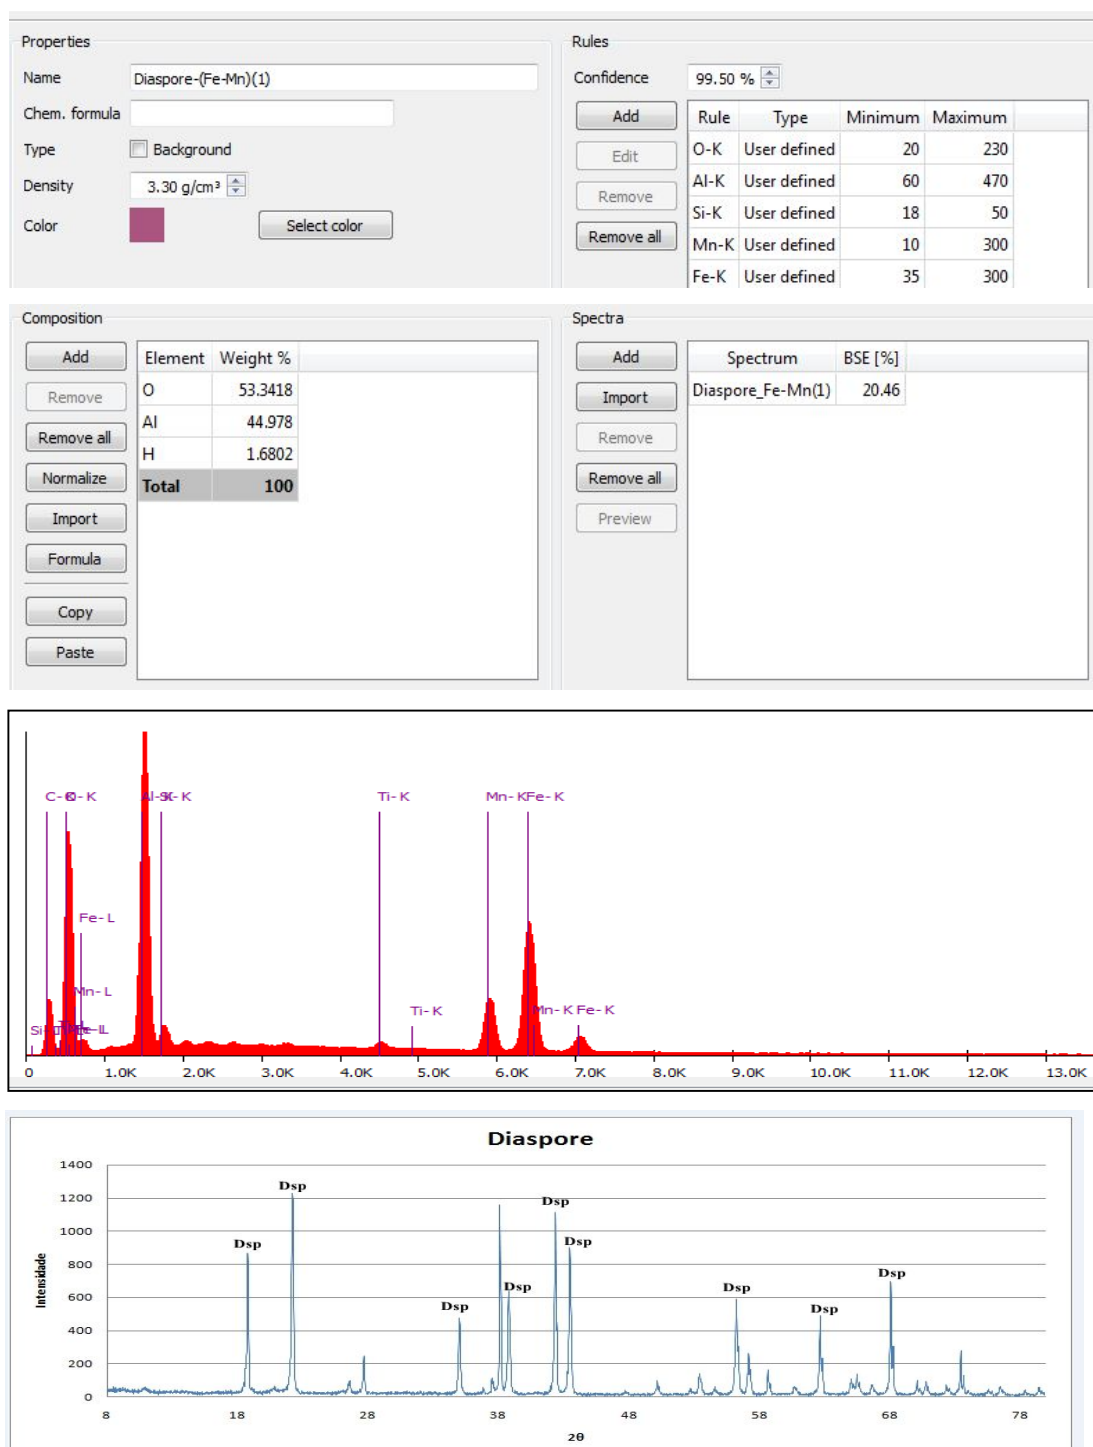 Properties
Name Diaspore-(Fe-Mn)(1)
Chem. formula
Type Background
Density 3.30 g/cm³
Color Select color
Rules
Confidence 99.50 %
Add
Edit
Remove
Remove all
Rule Type Minimum Maximum
O-K User defined 20 230
Al-K User defined 60 470
Si-K User defined 18 50
Mn-K User defined 10 300
Fe-K User defined 35 300
Composition
Add
Remove
Remove all
Normalize
Import
Formula
Copy
Paste
Element Weight %
O 53.3418
Al 44.978
H 1.6802
Total 100
Spectra
Add
Import
Remove
Remove all
Preview
Spectrum BSE [%]
Diaspore_Fe-Mn(1) 20.46
C-K O-K Al-K Si-K Ti-K Mn-K Fe-K
Fe-L
Mn-L
Ti-K Mn-K Fe-K
0 1.0K 2.0K 3.0K 4.0K 5.0K 6.0K 7.0K 8.0K 9.0K 10.0K 11.0K 12.0K 13.0K
Diaspore
Intensidade
1400
1200
1000
800
600
400
200
0
Dsp
Dsp
Dsp
Dsp
Dsp
Dsp
Dsp
Dsp
Dsp
8 18 28 38 48 58 68 78
2θ